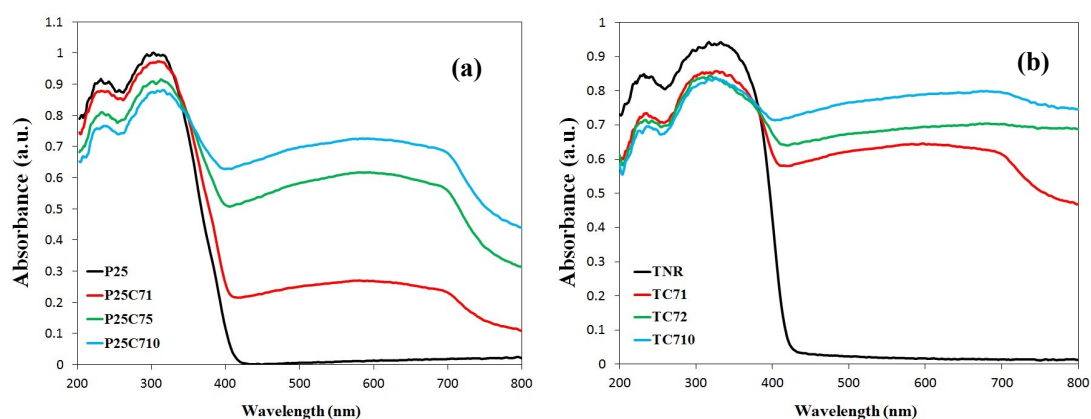 (a)
Absorbance (a.u.)
1.1
1
0.9
0.8
0.7
0.6
0.5
0.4
0.3
0.2
0.1
0
P25
P25C71
P25C75
P25C710
200 300 400 500 600 700 800
Wavelength (nm)
(b)
Absorbance (a.u.)
1
0.9
0.8
0.7
0.6
0.5
0.4
0.3
0.2
0.1
0
TNR
TC71
TC72
TC710
200 300 400 500 600 700 800
Wavelength (nm)